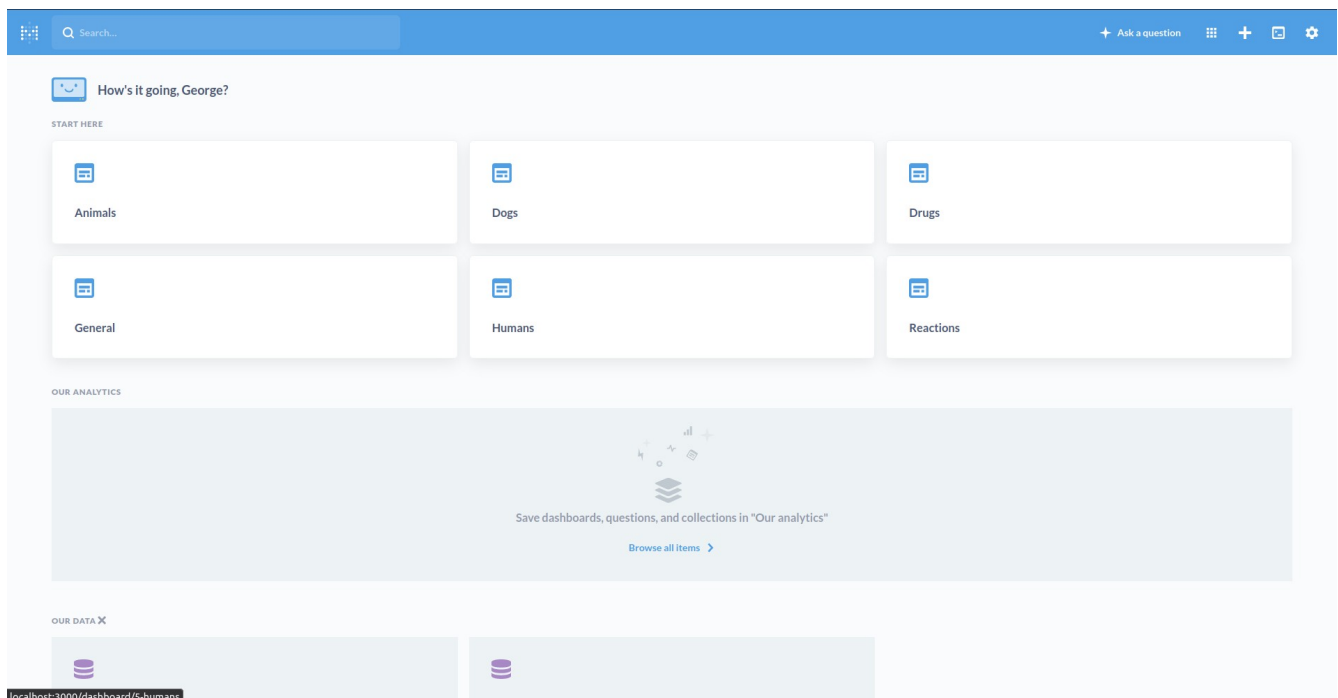 Search...
Ask a question
How's it going, George?
START HERE
Animals
Dogs
Drugs
General
Humans
Reactions
OUR ANALYTICS
Save dashboards, questions, and collections in "Our analytics"
Browse all items
OUR DATA
localhost:3000/dashboard/5-humans